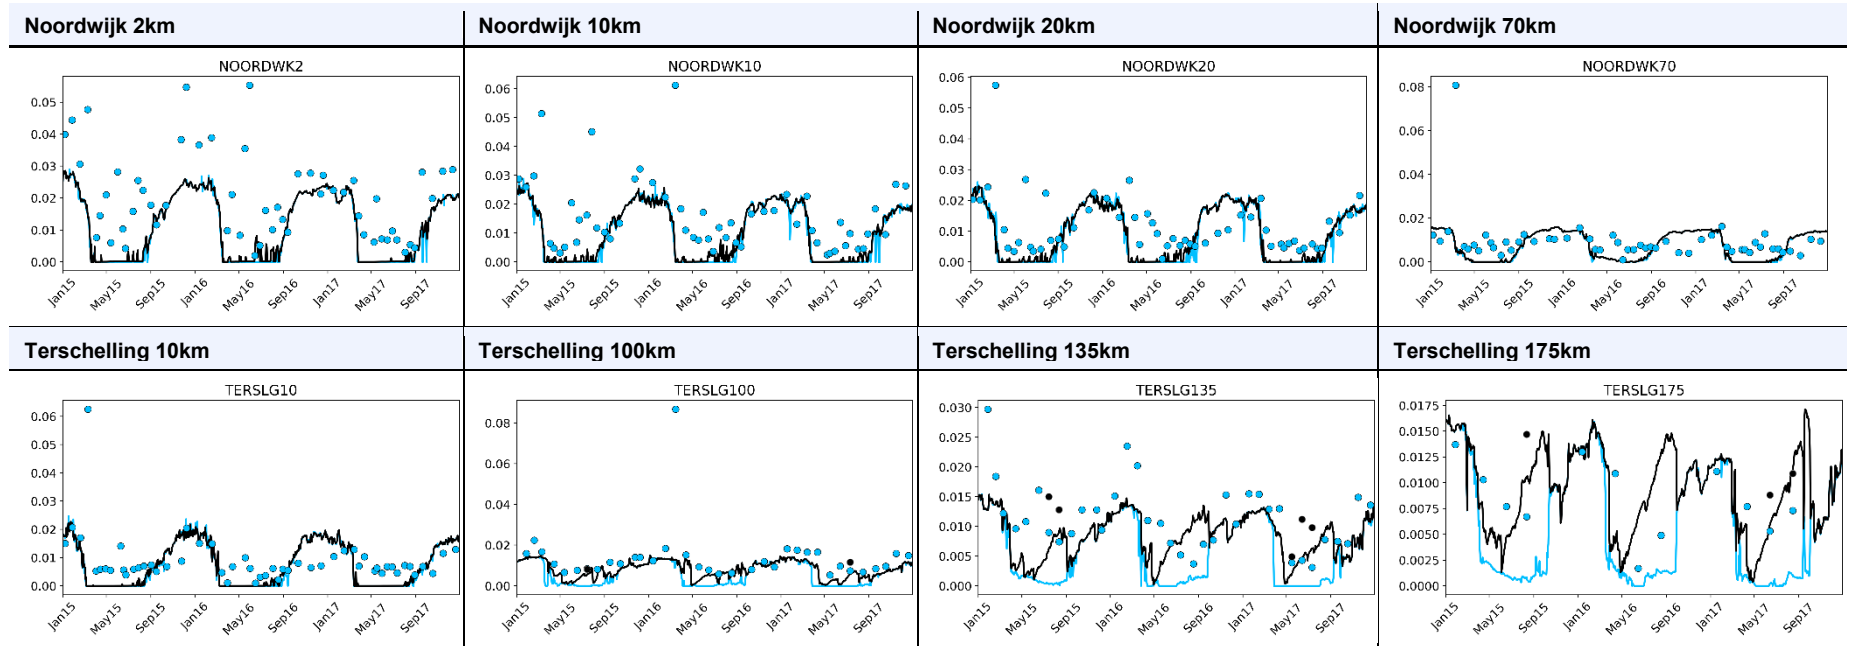 Noordwijk 2km
Noordwijk 10km
Noordwijk 20km
Noordwijk 70km
NOORDWK2
0.05
0.04
0.03
0.02
0.01
0.00
Jan15 May15 Sep15 Jan16 May16 Sep16 Jan17 May17 Sep17
NOORDWK10
0.06
0.05
0.04
0.03
0.02
0.01
0.00
Jan15 May15 Sep15 Jan16 May16 Sep16 Jan17 May17 Sep17
NOORDWK20
0.06
0.05
0.04
0.03
0.02
0.01
0.00
Jan15 May15 Sep15 Jan16 May16 Sep16 Jan17 May17 Sep17
NOORDWK70
0.08
0.06
0.04
0.02
0.00
Jan15 May15 Sep15 Jan16 May16 Sep16 Jan17 May17 Sep17
Terschelling 10km
Terschelling 100km
Terschelling 135km
Terschelling 175km
TERSLG10
0.06
0.05
0.04
0.03
0.02
0.01
0.00
Jan15 May15 Sep15 Jan16 May16 Sep16 Jan17 May17 Sep17
TERSLG100
0.08
0.06
0.04
0.02
0.00
Jan15 May15 Sep15 Jan16 May16 Sep16 Jan17 May17 Sep17
TERSLG135
0.030
0.025
0.020
0.015
0.010
0.005
0.000
Jan15 May15 Sep15 Jan16 May16 Sep16 Jan17 May17 Sep17
TERSLG175
0.0175
0.0150
0.0125
0.0100
0.0075
0.0050
0.0025
0.0000
Jan15 May15 Sep15 Jan16 May16 Sep16 Jan17 May17 Sep17